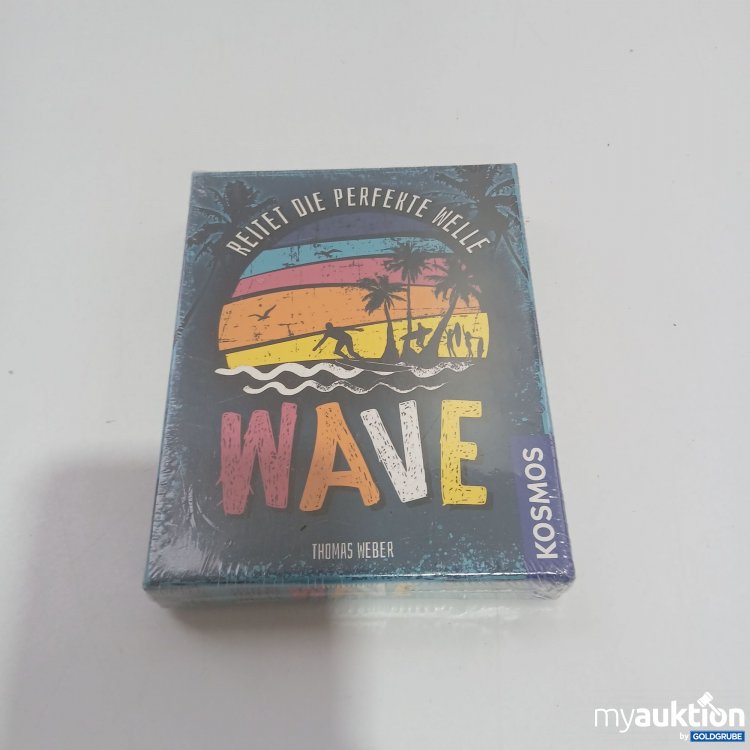 REITET DIE PERFEKTE WELLE
WAVE
THOMAS WEBER
KOSMOS
myauktion
by GOLDGRUBE